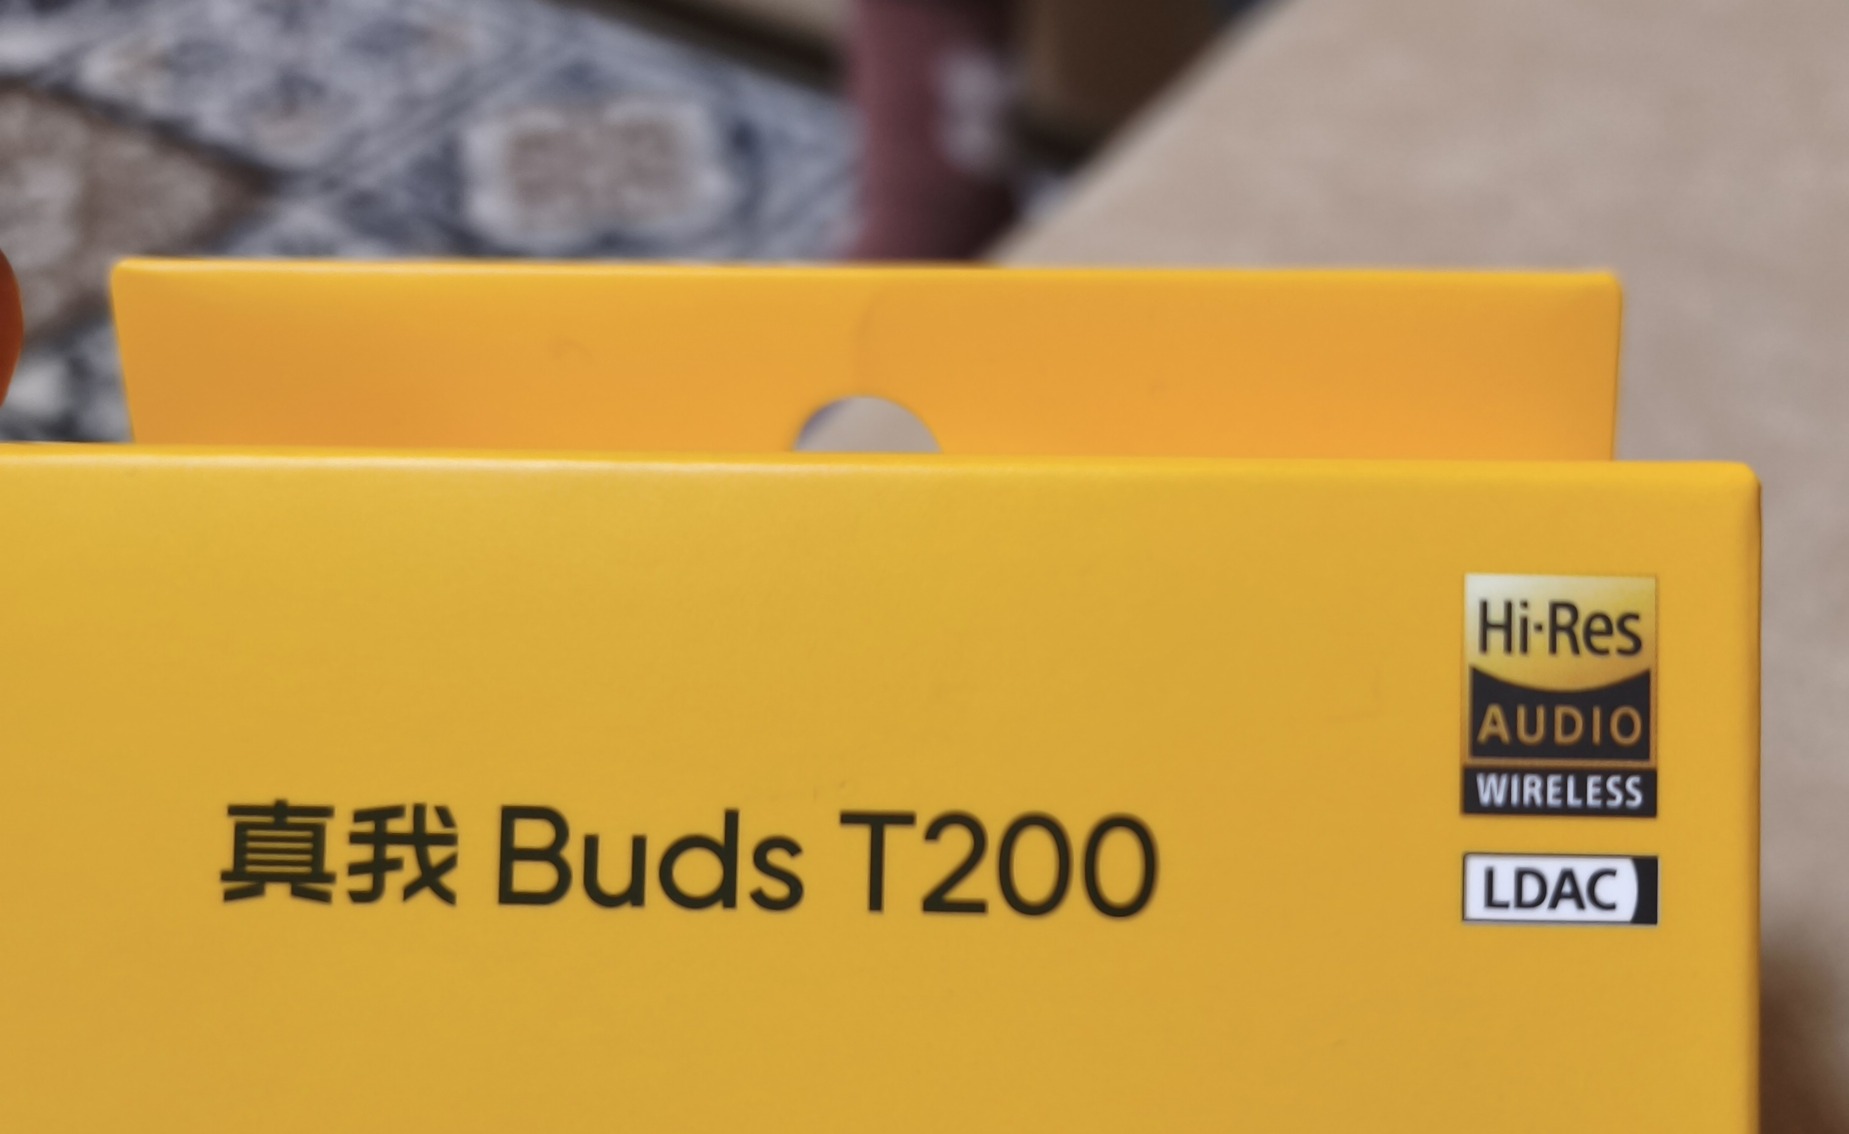 Hi-Res
AUDIO
WIRELESS
LDAC
真我 Buds T200